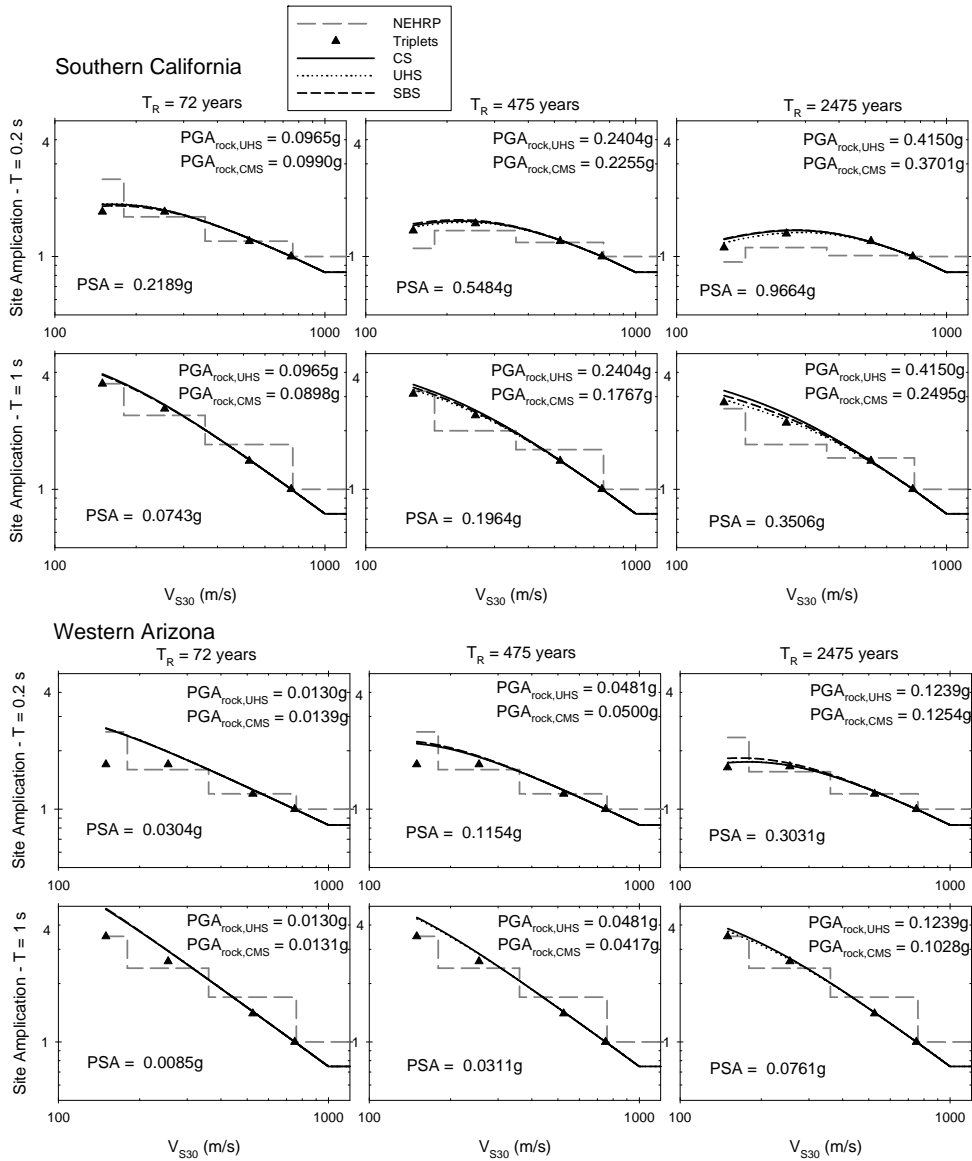 NEHRP
Triplets
CS
UHS
SBS
Southern California
T_R = 72 years
T_R = 475 years
T_R = 2475 years
Site Amplication - T = 0.2 s
4
1
PGA_rock,UHS = 0.0965g
PGA_rock,CMS = 0.0990g
PSA = 0.2189g
100
1000
4
1
PGA_rock,UHS = 0.2404g
PGA_rock,CMS = 0.2255g
PSA = 0.5484g
100
1000
4
1
PGA_rock,UHS = 0.4150g
PGA_rock,CMS = 0.3701g
PSA = 0.9664g
100
1000
Site Amplication - T = 1 s
4
1
PGA_rock,UHS = 0.0965g
PGA_rock,CMS = 0.0898g
PSA = 0.0743g
100
1000
V_S30 (m/s)
4
1
PGA_rock,UHS = 0.2404g
PGA_rock,CMS = 0.1767g
PSA = 0.1964g
100
1000
V_S30 (m/s)
4
1
PGA_rock,UHS = 0.4150g
PGA_rock,CMS = 0.2495g
PSA = 0.3506g
100
1000
V_S30 (m/s)
Western Arizona
T_R = 72 years
T_R = 475 years
T_R = 2475 years
Site Amplication - T = 0.2 s
4
1
PGA_rock,UHS = 0.0130g
PGA_rock,CMS = 0.0139g
PSA = 0.0304g
100
1000
4
1
PGA_rock,UHS = 0.0481g
PGA_rock,CMS = 0.0500g
PSA = 0.1154g
100
1000
4
1
PGA_rock,UHS = 0.1239g
PGA_rock,CMS = 0.1254g
PSA = 0.3031g
100
1000
Site Amplication - T = 1 s
4
1
PGA_rock,UHS = 0.0130g
PGA_rock,CMS = 0.0131g
PSA = 0.0085g
100
1000
V_S30 (m/s)
4
1
PGA_rock,UHS = 0.0481g
PGA_rock,CMS = 0.0417g
PSA = 0.0311g
100
1000
V_S30 (m/s)
4
1
PGA_rock,UHS = 0.1239g
PGA_rock,CMS = 0.1028g
PSA = 0.0761g
100
1000
V_S30 (m/s)